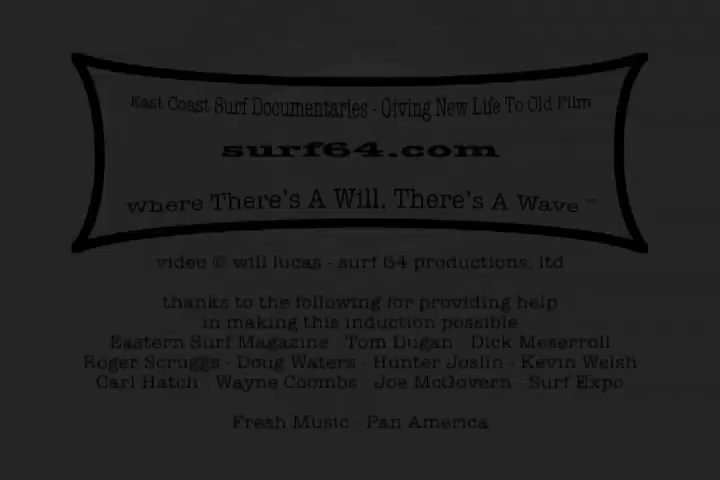 East Coast Surf Documentaries - Giving New Life To Old Film
surf64.com
Where There's A Will, There's A Wave ™
video © will lucas - surf 64 productions, ltd
thanks to the following for providing help
in making this induction possible
Eastern Surf Magazine - Tom Dugan - Dick Meserroll
Roger Scruggs - Doug Waters - Hunter Joslin - Kevin Welsh
Carl Hatch - Wayne Coombs - Joe McGovern - Surf Expo
Fresh Music - Pan America